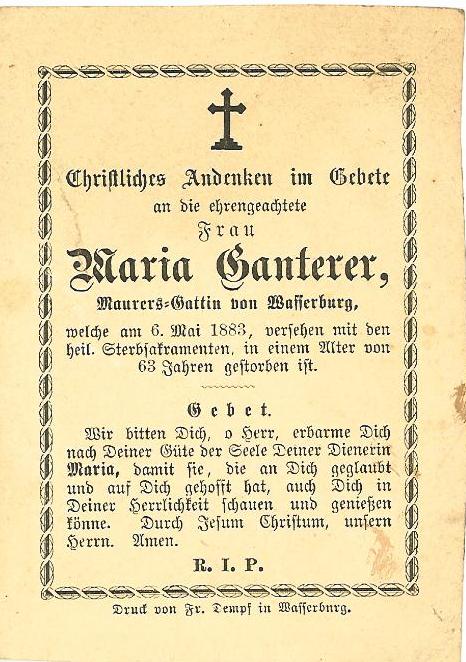 Christliches Andenken im Gebete
an die ehrengeachtete
Frau
Maria Ganterer,
Maurers-Gattin von Wasserburg,
welche am 6. Mai 1883, versehen mit den
heil. Sterbsakramenten, in einem Alter von
63 Jahren gestorben ist.
Gebet.
Wir bitten Dich, o Herr, erbarme Dich
nach Deiner Güte der Seele Deiner Dienerin
Maria, damit sie, die an Dich geglaubt
und auf Dich gehofft hat, auch Dich in
Deiner Herrlichkeit schauen und genießen
könne. Durch Jesum Christum, unsern
Herrn. Amen.
R. I. P.
Druck von Fr. Dempf in Wasserburg.